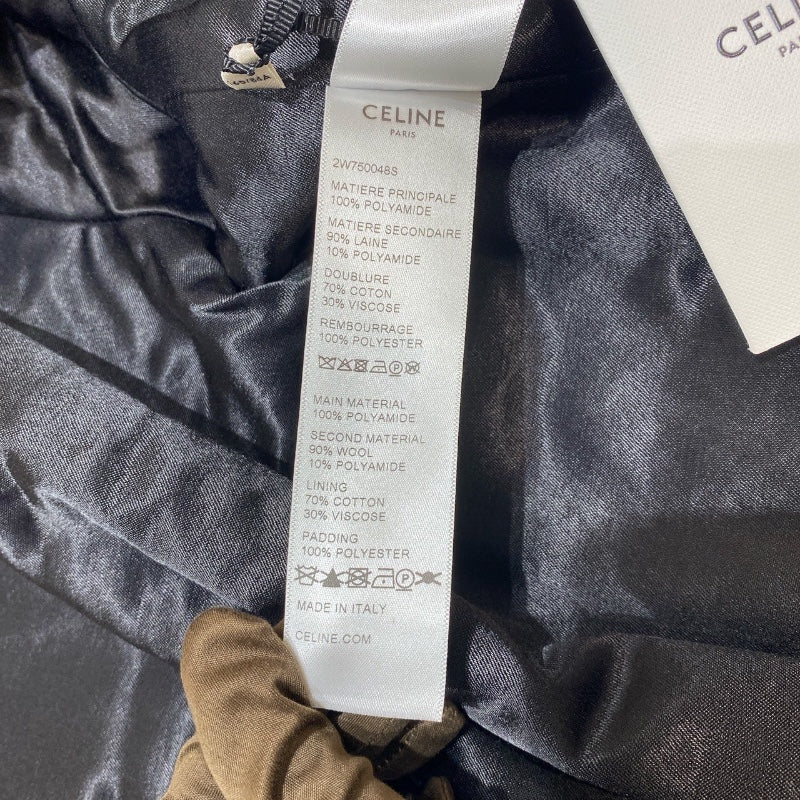 CELINE
PARIS
2W750048S
MATIERE PRINCIPALE
100% POLYAMIDE
MATIERE SECONDAIRE
90% LAINE
10% POLYAMIDE
DOUBLURE
70% COTON
30% VISCOSE
REMBOURRAGE
100% POLYESTER
MAIN MATERIAL
100% POLYAMIDE
SECOND MATERIAL
90% WOOL
10% POLYAMIDE
LINING
70% COTTON
30% VISCOSE
PADDING
100% POLYESTER
MADE IN ITALY
CELINE.COM
CEL
PA